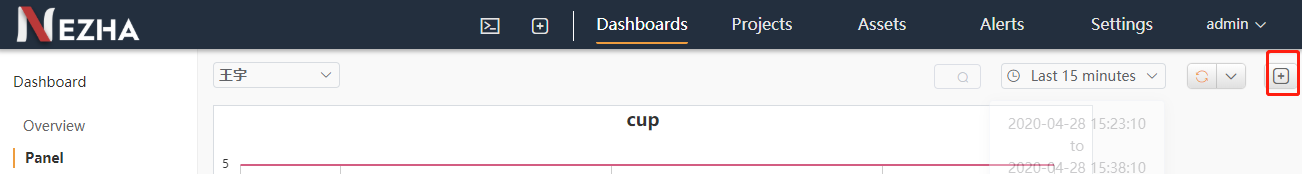 NEZHA
Dashboards
Projects
Assets
Alerts
Settings
admin
Dashboard
王宇
Last 15 minutes
Overview
cup
2020-04-28 15:23:10
to
Panel
5
2020-04-28 15:38:10